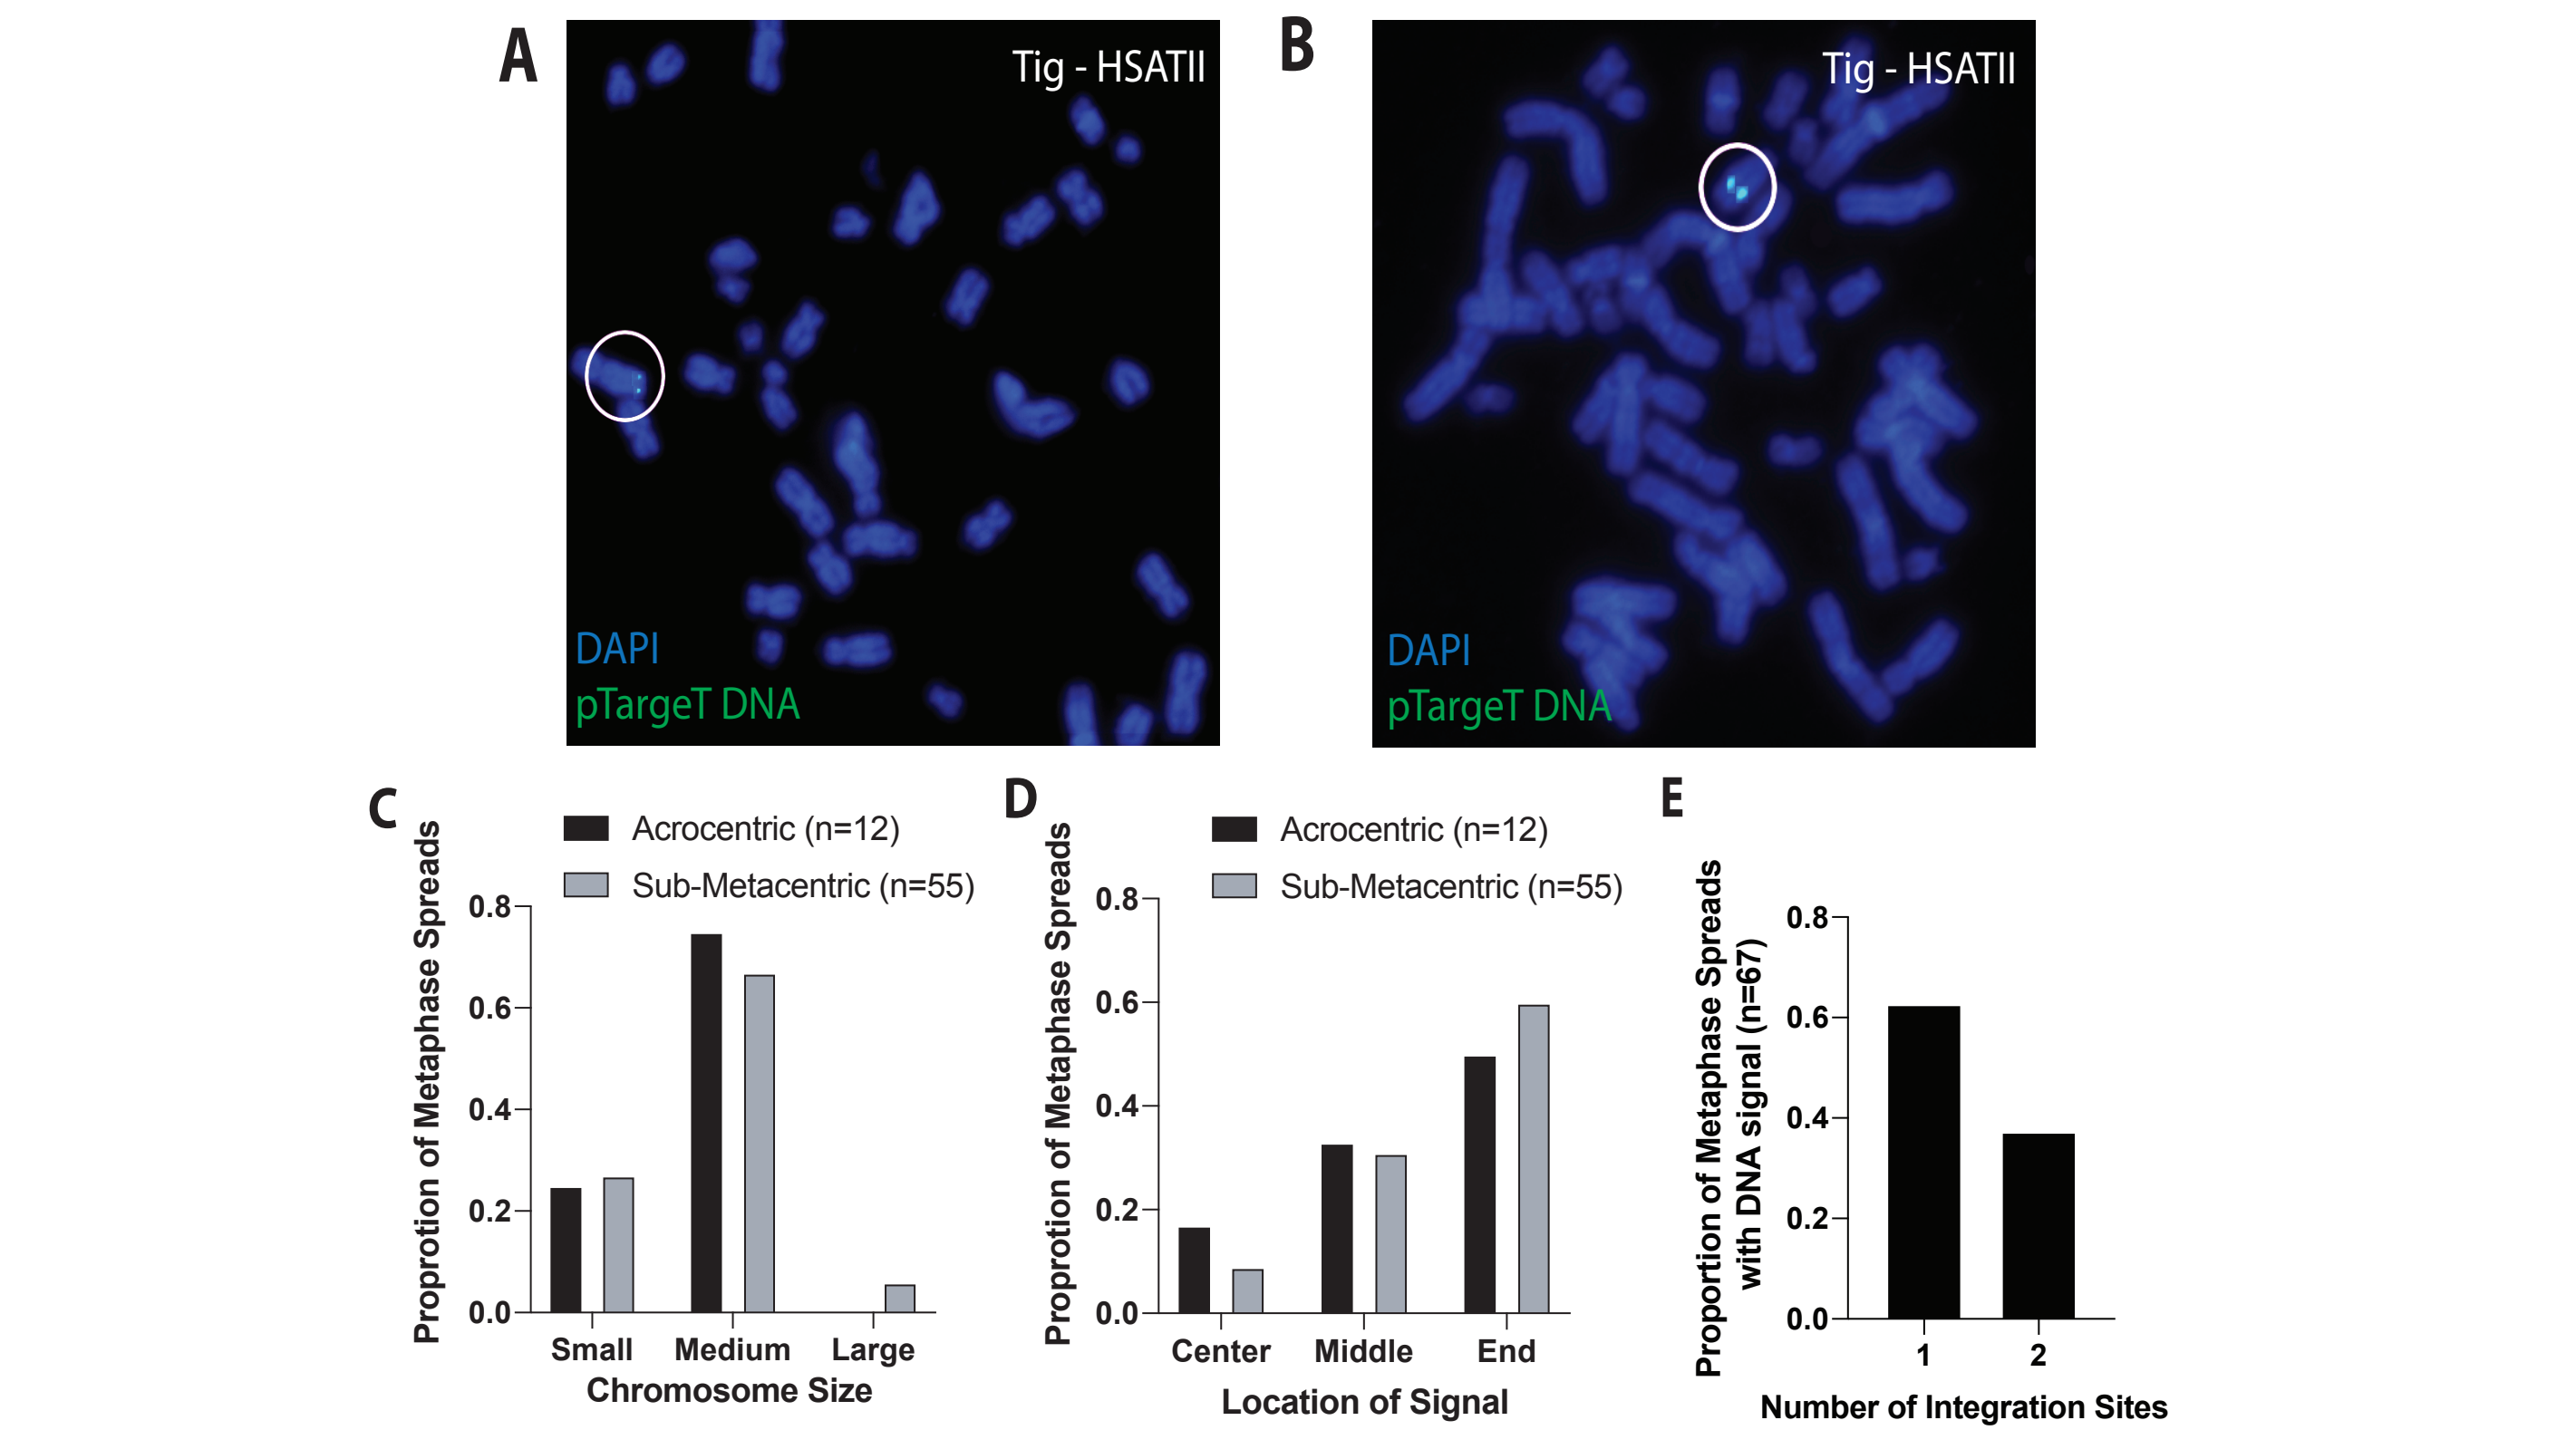 A
Tig - HSATII
DAPI
pTargeT DNA
B
Tig - HSATII
DAPI
pTargeT DNA
C
Acrocentric (n=12)
Sub-Metacentric (n=55)
Proprotion of Metaphase Spreads
0.8
0.6
0.4
0.2
0.0
Small Medium Large
Chromosome Size
D
Acrocentric (n=12)
Sub-Metacentric (n=55)
Proprotion of Metaphase Spreads
0.8
0.6
0.4
0.2
0.0
Center Middle End
Location of Signal
E
Proportion of Metaphase Spreads
with DNA signal (n=67)
0.8
0.6
0.4
0.2
0.0
1 2
Number of Integration Sites